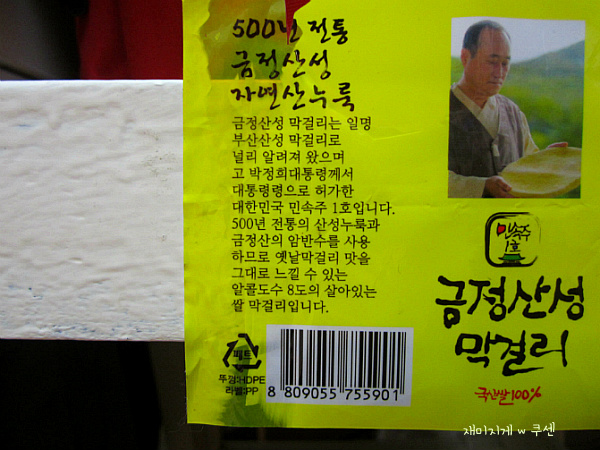 500년 전통
금정산성
자연산누룩
금정산성 막걸리는 일명
부산산성 막걸리로
널리 알려져 왔으며
고 박정희대통령께서
대통령령으로 허가한
대한민국 민속주 1호입니다.
500년 전통의 산성누룩과
금정산의 암반수를 사용
하므로 옛날막걸리 맛을
그대로 느낄 수 있는
알콜도수 8도의 살아있는
쌀 막걸리입니다.
페트
뚜껑:HDPE
라벨:PP
8 809055 755901
민속주
1호
금정산성
막걸리
국산쌀100%
재미지게 w 쿠센